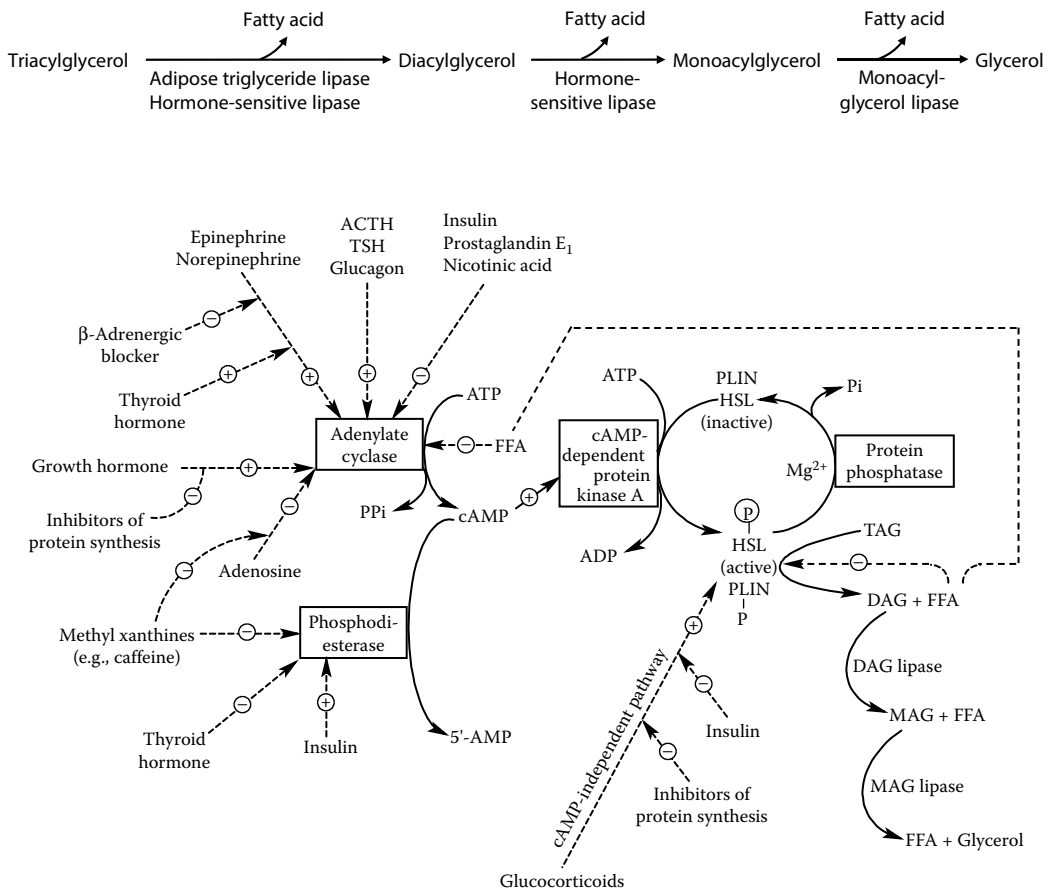 Fatty acid
Fatty acid
Fatty acid
Triacylglycerol
Diacylglycerol
Monoacylglycerol
Glycerol
Adipose triglyceride lipase
Hormone-sensitive lipase
Hormone-
sensitive lipase
Monoacyl-
glycerol lipase
Epinephrine
Norepinephrine
ACTH
TSH
Glucagon
Insulin
Prostaglandin E₁
Nicotinic acid
β-Adrenergic
blocker
−
Thyroid
hormone
+
+
+
−
ATP
Adenylate
cyclase
−
FFA
Growth hormone
+
−
Inhibitors of
protein synthesis
−
Adenosine
PPi
cAMP
+
−
Methyl xanthines
(e.g., caffeine)
−
Phosphodi-
esterase
−
Thyroid
hormone
+
Insulin
5'-AMP
ATP
PLIN
HSL
(inactive)
Pi
cAMP-
dependent
protein
kinase A
Mg²⁺
Protein
phosphatase
ADP
P
HSL
(active)
PLIN
P
TAG
−
DAG + FFA
DAG lipase
MAG + FFA
MAG lipase
FFA + Glycerol
+
−
Insulin
−
Inhibitors of
protein synthesis
cAMP-independent pathway
Glucocorticoids